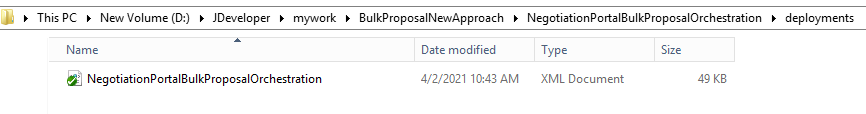 This PC New Volume (D:) JDeveloper mywork BulkProposalNewApproach NegotiationPortalBulkProposalOrchestration deployments
Name Date modified Type Size
NegotiationPortalBulkProposalOrchestration 4/2/2021 10:43 AM XML Document 49 KB